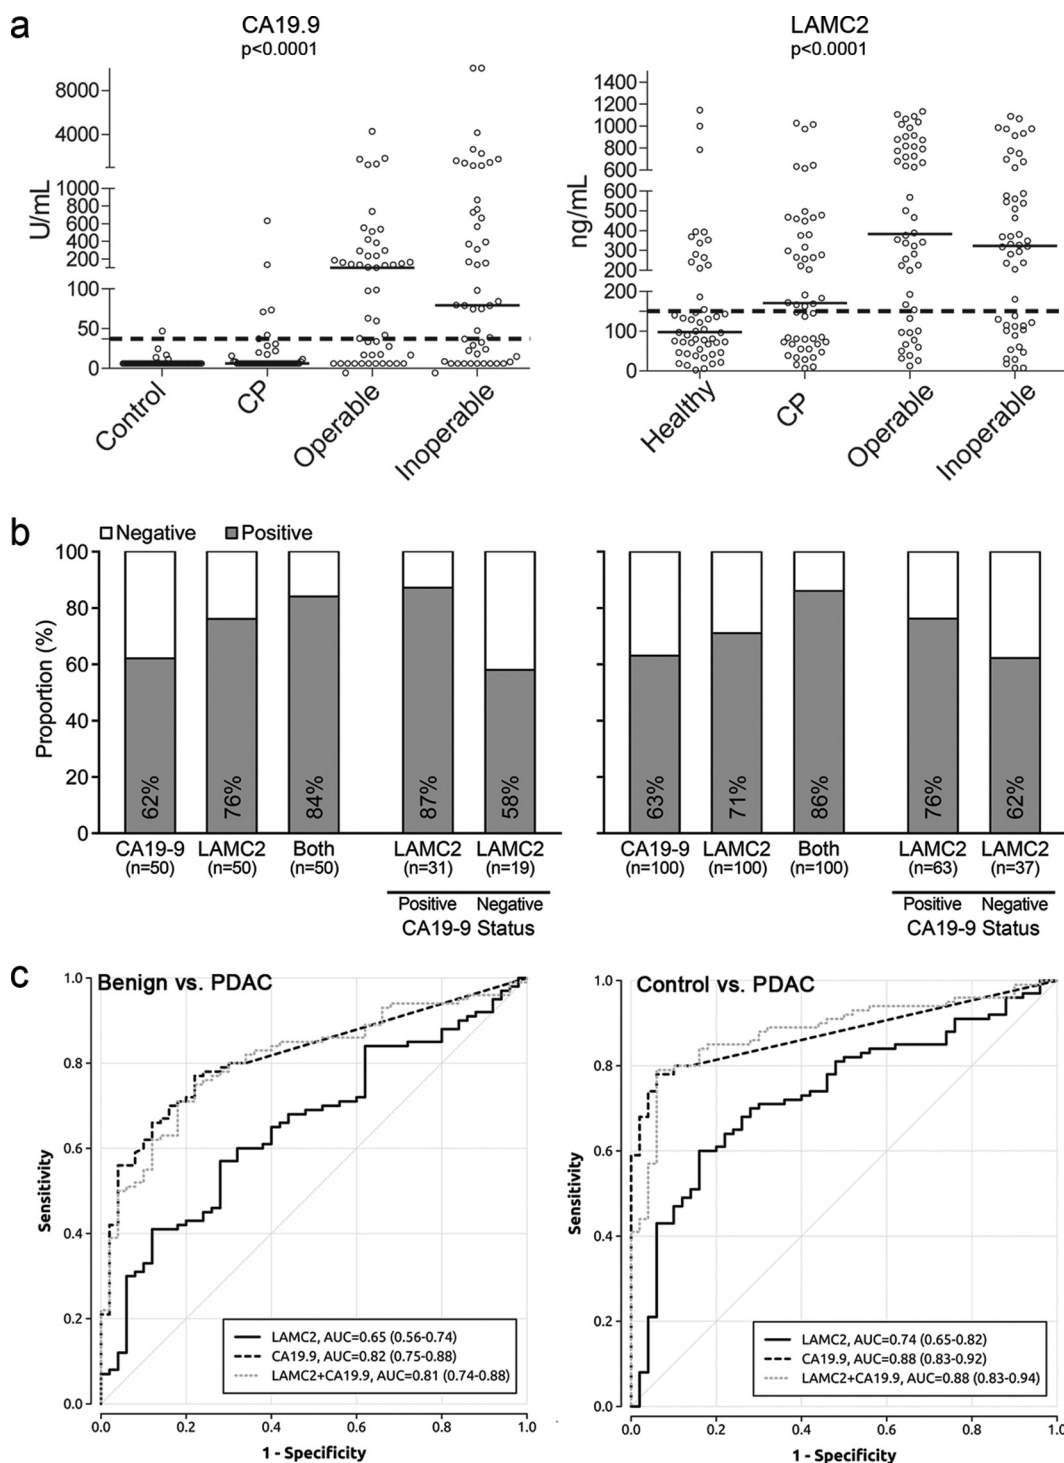 a
CA19.9
p<0.0001
U/mL
8000
4000
1000
800
600
400
200
100
50
0
Control
CP
Operable
Inoperable
LAMC2
p<0.0001
ng/mL
1400
1200
1000
800
600
600
500
400
300
200
200
100
0
Healthy
CP
Operable
Inoperable
b
Negative Positive
Proportion (%)
100
80
60
40
20
0
62% 76% 84% 87% 58%
CA19-9 LAMC2 Both LAMC2 LAMC2
(n=50) (n=50) (n=50) (n=31) (n=19)
Positive Negative
CA19-9 Status
63% 71% 86% 76% 62%
CA19-9 LAMC2 Both LAMC2 LAMC2
(n=100) (n=100) (n=100) (n=63) (n=37)
Positive Negative
CA19-9 Status
c
Benign vs. PDAC
Sensitivity
1.0
0.8
0.6
0.4
0.2
0.0
LAMC2, AUC=0.65 (0.56-0.74)
CA19.9, AUC=0.82 (0.75-0.88)
LAMC2+CA19.9, AUC=0.81 (0.74-0.88)
0.0 0.2 0.4 0.6 0.8 1.0
1 - Specificity
Control vs. PDAC
Sensitivity
1.0
0.8
0.6
0.4
0.2
0.0
LAMC2, AUC=0.74 (0.65-0.82)
CA19.9, AUC=0.88 (0.83-0.92)
LAMC2+CA19.9, AUC=0.88 (0.83-0.94)
0.0 0.2 0.4 0.6 0.8 1.0
1 - Specificity